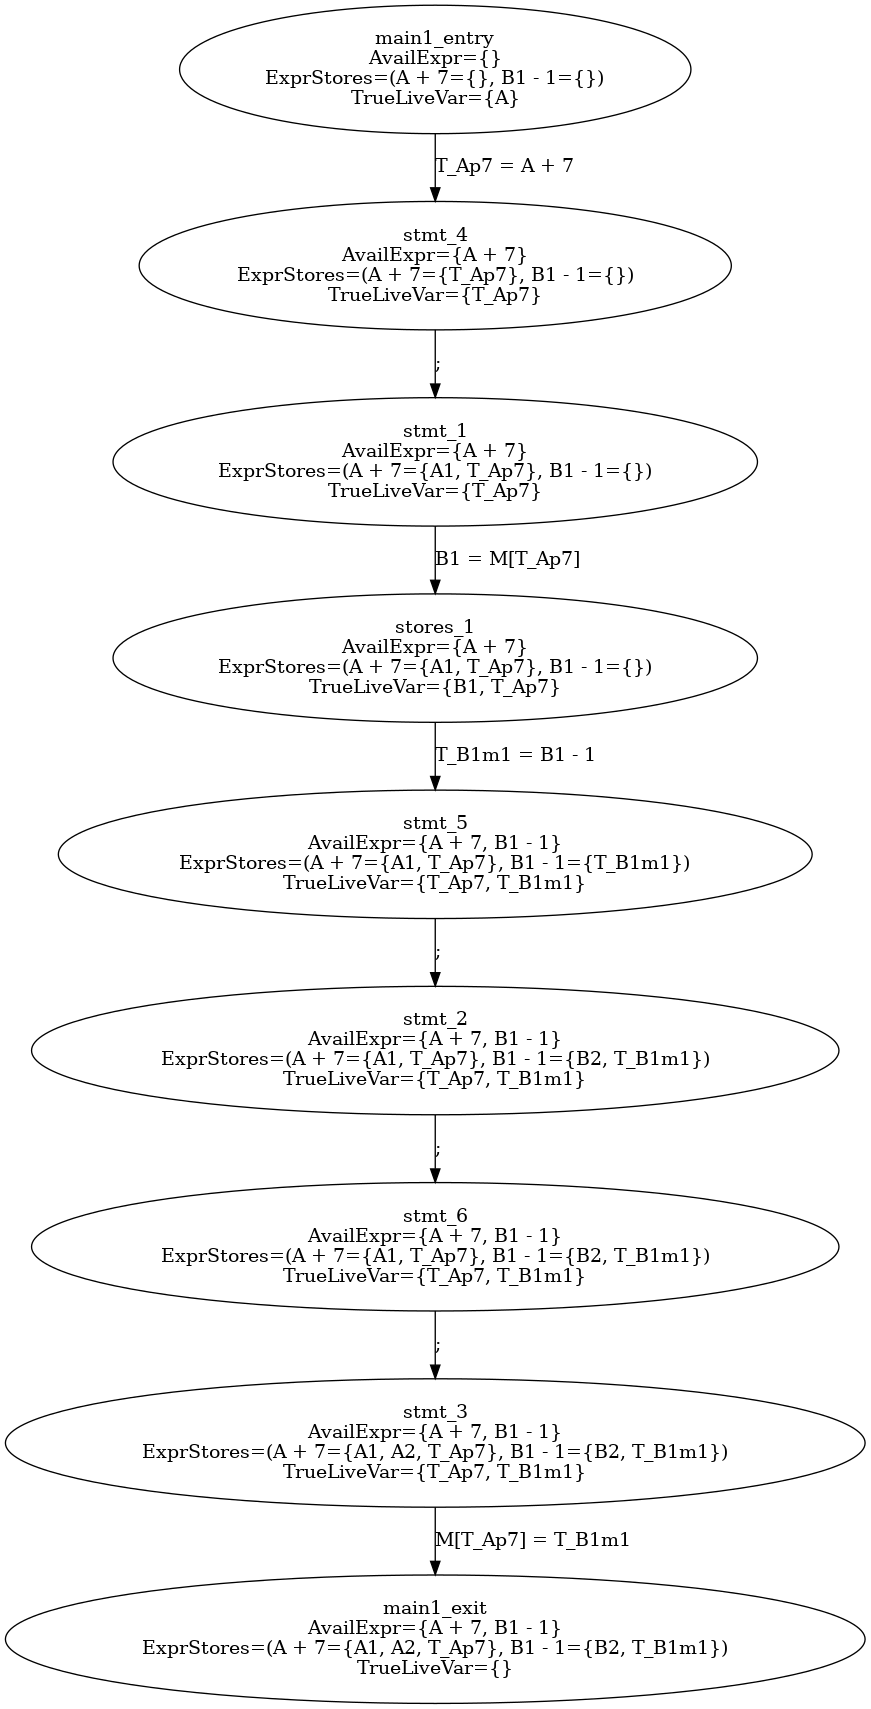 main1_entry
AvailExpr={}
ExprStores=(A + 7={}, B1 - 1={})
TrueLiveVar={A}
T_Ap7 = A + 7
stmt_4
AvailExpr={A + 7}
ExprStores=(A + 7={T_Ap7}, B1 - 1={})
TrueLiveVar={T_Ap7}
;
stmt_1
AvailExpr={A + 7}
ExprStores=(A + 7={A1, T_Ap7}, B1 - 1={})
TrueLiveVar={T_Ap7}
B1 = M[T_Ap7]
stores_1
AvailExpr={A + 7}
ExprStores=(A + 7={A1, T_Ap7}, B1 - 1={})
TrueLiveVar={B1, T_Ap7}
T_B1m1 = B1 - 1
stmt_5
AvailExpr={A + 7, B1 - 1}
ExprStores=(A + 7={A1, T_Ap7}, B1 - 1={T_B1m1})
TrueLiveVar={T_Ap7, T_B1m1}
;
stmt_2
AvailExpr={A + 7, B1 - 1}
ExprStores=(A + 7={A1, T_Ap7}, B1 - 1={B2, T_B1m1})
TrueLiveVar={T_Ap7, T_B1m1}
;
stmt_6
AvailExpr={A + 7, B1 - 1}
ExprStores=(A + 7={A1, T_Ap7}, B1 - 1={B2, T_B1m1})
TrueLiveVar={T_Ap7, T_B1m1}
;
stmt_3
AvailExpr={A + 7, B1 - 1}
ExprStores=(A + 7={A1, A2, T_Ap7}, B1 - 1={B2, T_B1m1})
TrueLiveVar={T_Ap7, T_B1m1}
M[T_Ap7] = T_B1m1
main1_exit
AvailExpr={A + 7, B1 - 1}
ExprStores=(A + 7={A1, A2, T_Ap7}, B1 - 1={B2, T_B1m1})
TrueLiveVar={}